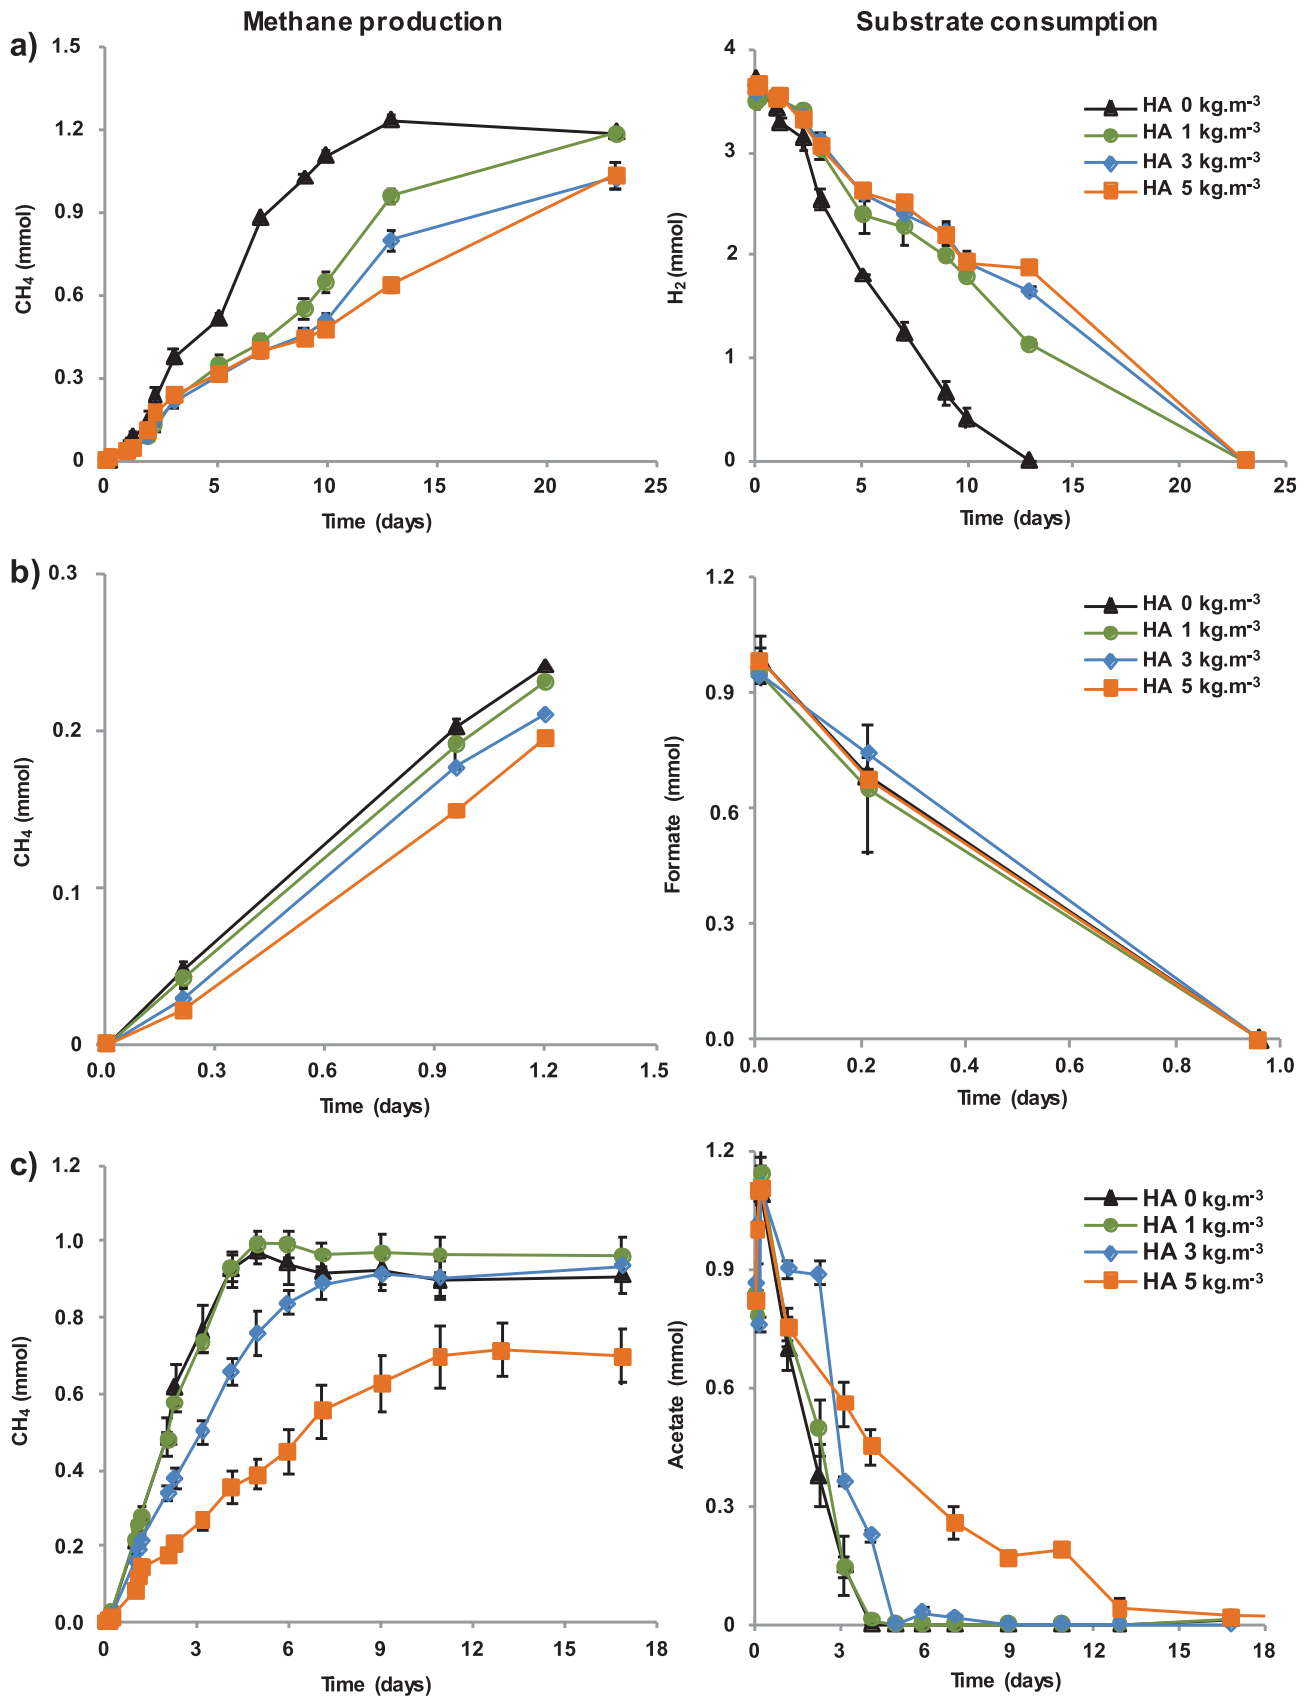 Methane production
Substrate consumption
a)
1.5
1.2
0.9
0.6
0.3
0
CH4 (mmol)
0 5 10 15 20 25
Time (days)
4
3
2
1
0
H2 (mmol)
0 5 10 15 20 25
Time (days)
HA 0 kg.m-3
HA 1 kg.m-3
HA 3 kg.m-3
HA 5 kg.m-3
b)
0.3
0.2
0.1
0
CH4 (mmol)
0.0 0.3 0.6 0.9 1.2 1.5
Time (days)
1.2
0.9
0.6
0.3
0.0
Formate (mmol)
0.0 0.2 0.4 0.6 0.8 1.0
Time (days)
HA 0 kg.m-3
HA 1 kg.m-3
HA 3 kg.m-3
HA 5 kg.m-3
c)
1.2
1.0
0.8
0.6
0.4
0.2
0.0
CH4 (mmol)
0 3 6 9 12 15 18
Time (days)
1.2
0.9
0.6
0.3
0
Acetate (mmol)
0 3 6 9 12 15 18
Time (days)
HA 0 kg.m-3
HA 1 kg.m-3
HA 3 kg.m-3
HA 5 kg.m-3